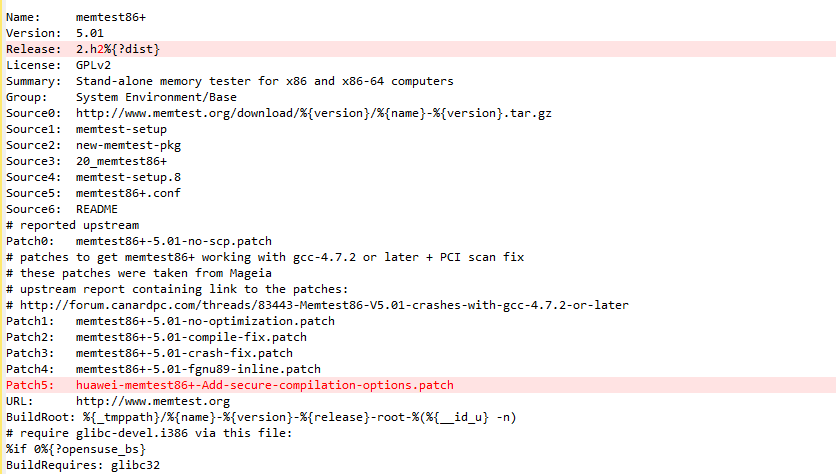 Name:     memtest86+
Version:  5.01
Release:  2.h2%{?dist}
License:  GPLv2
Summary:  Stand-alone memory tester for x86 and x86-64 computers
Group:    System Environment/Base
Source0:  http://www.memtest.org/download/%{version}/%{name}-%{version}.tar.gz
Source1:  memtest-setup
Source2:  new-memtest-pkg
Source3:  20_memtest86+
Source4:  memtest-setup.8
Source5:  memtest86+.conf
Source6:  README
# reported upstream
Patch0:   memtest86+-5.01-no-scp.patch
# patches to get memtest86+ working with gcc-4.7.2 or later + PCI scan fix
# these patches were taken from Mageia
# upstream report containing link to the patches:
# http://forum.canardpc.com/threads/83443-Memtest86-V5.01-crashes-with-gcc-4.7.2-or-later
Patch1:   memtest86+-5.01-no-optimization.patch
Patch2:   memtest86+-5.01-compile-fix.patch
Patch3:   memtest86+-5.01-crash-fix.patch
Patch4:   memtest86+-5.01-fgnu89-inline.patch
Patch5:   huawei-memtest86+-Add-secure-compilation-options.patch
URL:      http://www.memtest.org
BuildRoot: %{_tmppath}/%{name}-%{version}-%{release}-root-%(%{__id_u} -n)
# require glibc-devel.i386 via this file:
%if 0%{?opensuse_bs}
BuildRequires: glibc32